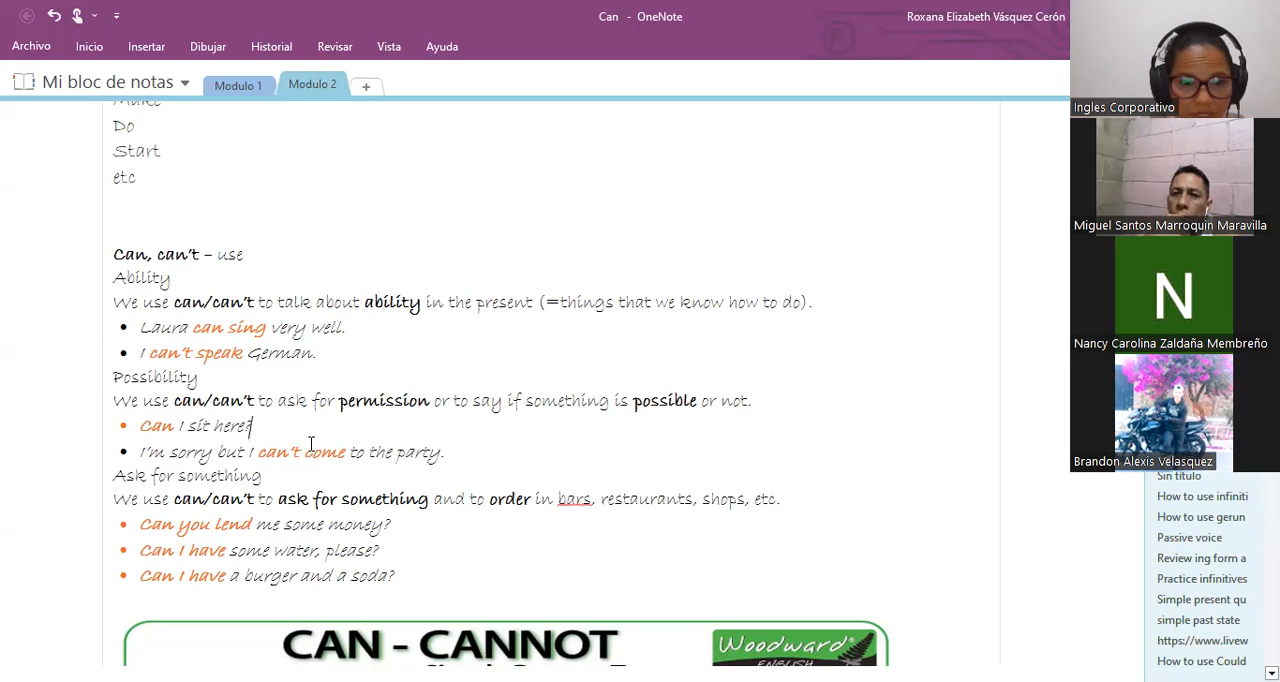 Can - OneNote
Roxana Elizabeth Vásquez Cerón
Archivo Inicio Insertar Dibujar Historial Revisar Vista Ayuda
Mi bloc de notas Modulo 1 Modulo 2 +
Make
Do
Start
etc
Can, can't – use
Ability
We use can/can't to talk about ability in the present (=things that we know how to do).
• Laura can sing very well.
• I can't speak German.
Possibility
We use can/can't to ask for permission or to say if something is possible or not.
• Can I sit here?
• I'm sorry but I can't come to the party.
Ask for something
We use can/can't to ask for something and to order in bars, restaurants, shops, etc.
• Can you lend me some money?
• Can I have some water, please?
• Can I have a burger and a soda?
CAN - CANNOT
Woodward
ENGLISH
Ingles Corporativo
Miguel Santos Marroquin Maravilla
N
Nancy Carolina Zaldaña Membreño
Brandon Alexis Velasquez
Sin título
How to use infiniti
How to use gerun
Passive voice
Review ing form a
Practice infinitives
Simple present qu
simple past state
https://www.livew
How to use Could